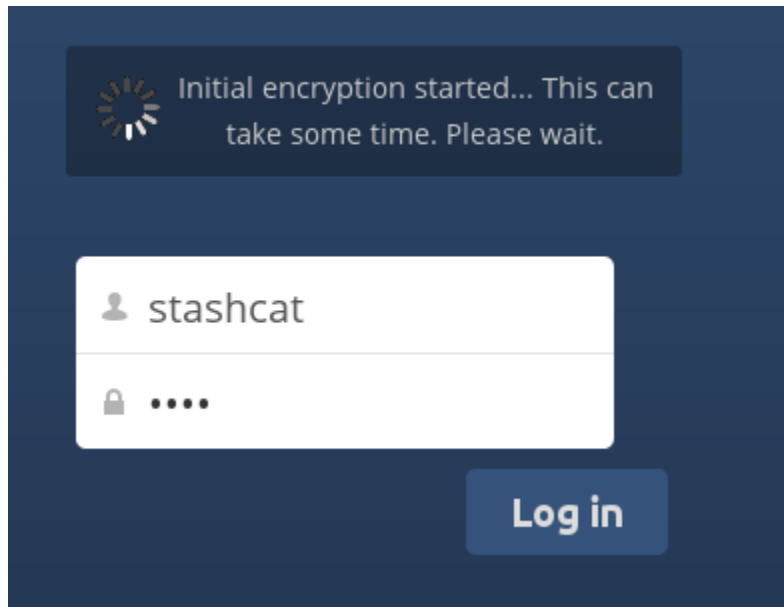 Initial encryption started... This can
take some time. Please wait.
stashcat
••••
Log in